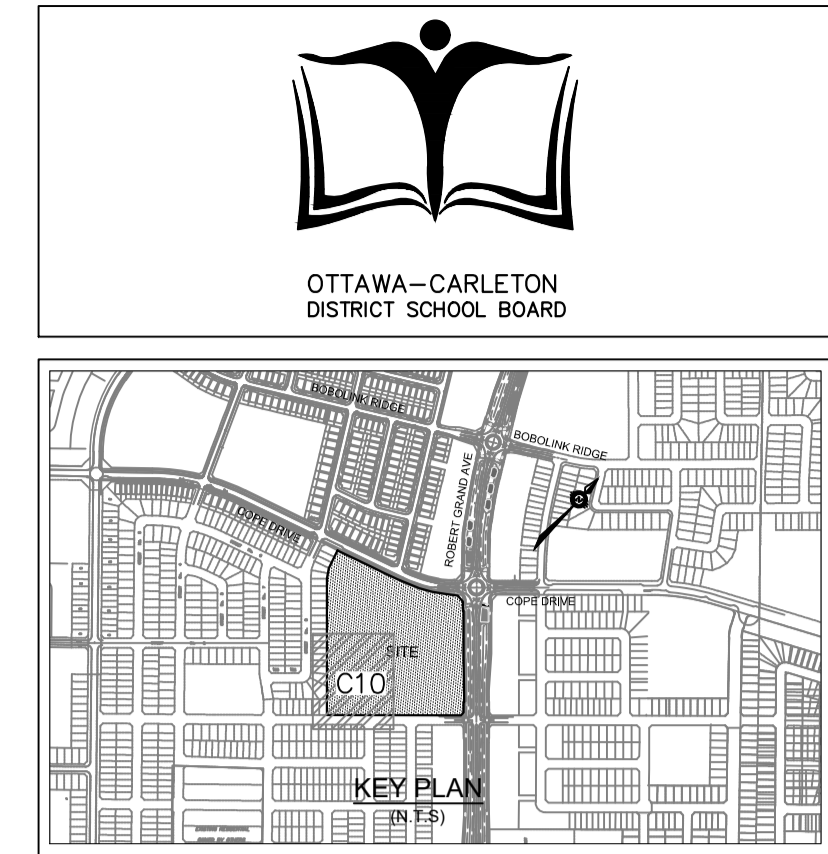 OTTAWA-CARLETON
DISTRICT SCHOOL BOARD
BOBOLINK RIDGE
BOBOLINK RIDGE
ROBERT GRAND AVE
COPE DRIVE
COPE DRIVE
SITE
C10
KEY PLAN
(N.T.S)